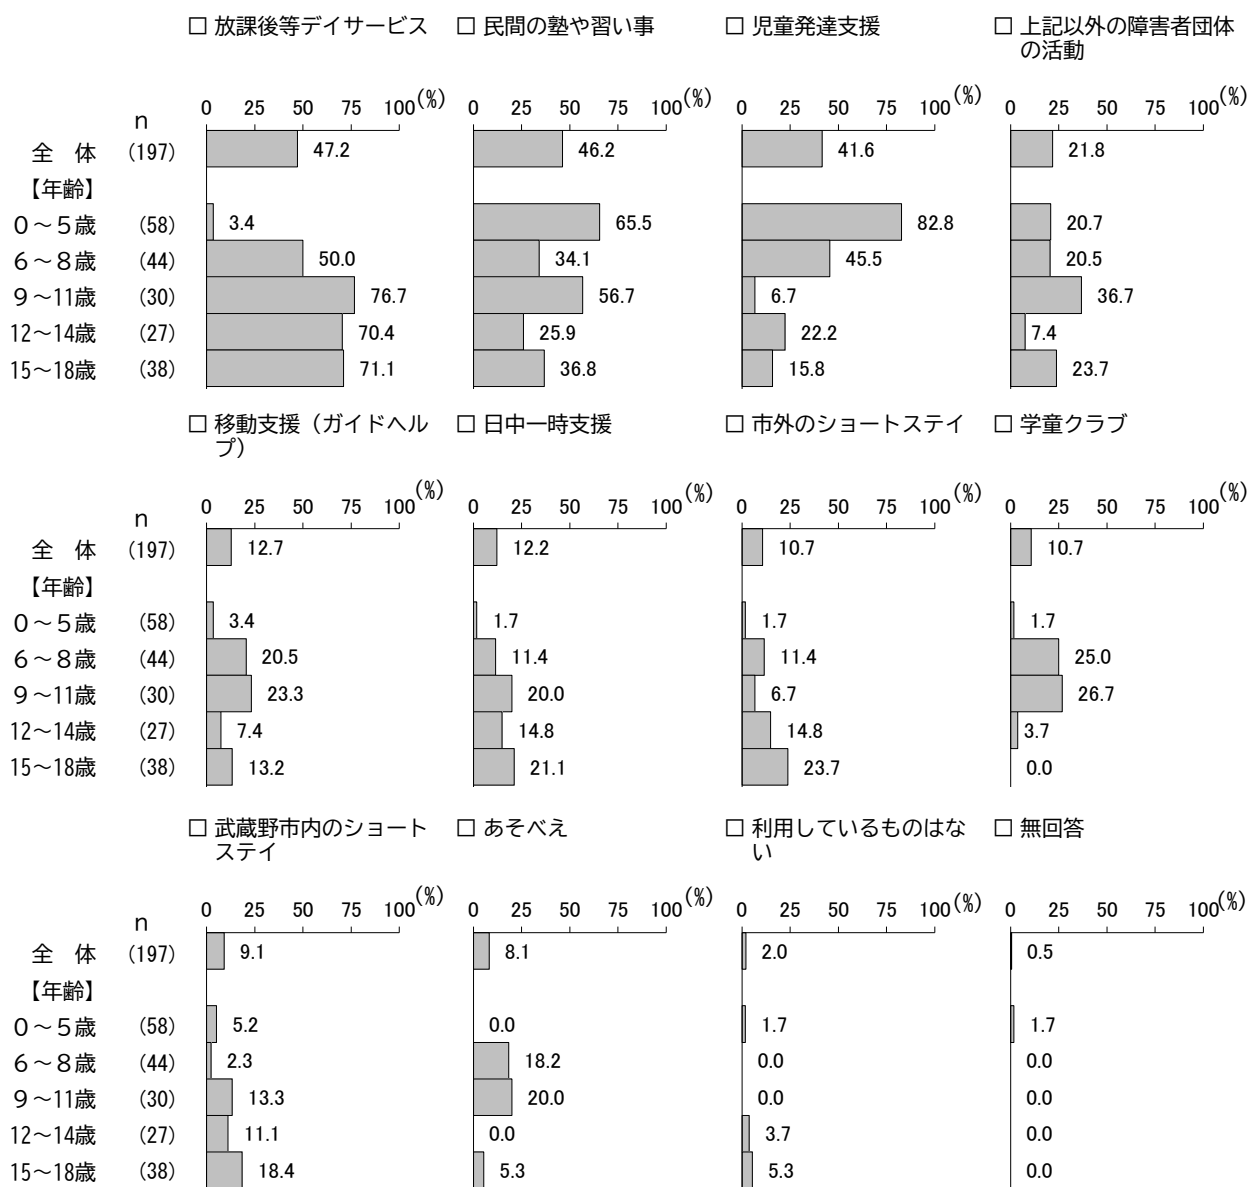 □ 放課後等デイサービス □ 民間の塾や習い事 □ 児童発達支援 □ 上記以外の障害者団体
の活動
0 25 50 75 100(%) 0 25 50 75 100(%) 0 25 50 75 100(%) 0 25 50 75 100(%)
n
全 体 (197) 47.2 46.2 41.6 21.8
【年齢】
0～5歳 (58) 3.4 65.5 82.8 20.7
6～8歳 (44) 50.0 34.1 45.5 20.5
9～11歳 (30) 76.7 56.7 6.7 36.7
12～14歳 (27) 70.4 25.9 22.2 7.4
15～18歳 (38) 71.1 36.8 15.8 23.7
□ 移動支援（ガイドヘル □ 日中一時支援 □ 市外のショートステイ □ 学童クラブ
プ）
0 25 50 75 100(%) 0 25 50 75 100(%) 0 25 50 75 100(%) 0 25 50 75 100(%)
n
全 体 (197) 12.7 12.2 10.7 10.7
【年齢】
0～5歳 (58) 3.4 1.7 1.7 1.7
6～8歳 (44) 20.5 11.4 11.4 25.0
9～11歳 (30) 23.3 20.0 6.7 26.7
12～14歳 (27) 7.4 14.8 14.8 3.7
15～18歳 (38) 13.2 21.1 23.7 0.0
□ 武蔵野市内のショート □ あそべえ □ 利用しているものはな □ 無回答
ステイ い
0 25 50 75 100(%) 0 25 50 75 100(%) 0 25 50 75 100(%) 0 25 50 75 100(%)
n
全 体 (197) 9.1 8.1 2.0 0.5
【年齢】
0～5歳 (58) 5.2 0.0 1.7 1.7
6～8歳 (44) 2.3 18.2 0.0 0.0
9～11歳 (30) 13.3 20.0 0.0 0.0
12～14歳 (27) 11.1 0.0 3.7 0.0
15～18歳 (38) 18.4 5.3 5.3 0.0